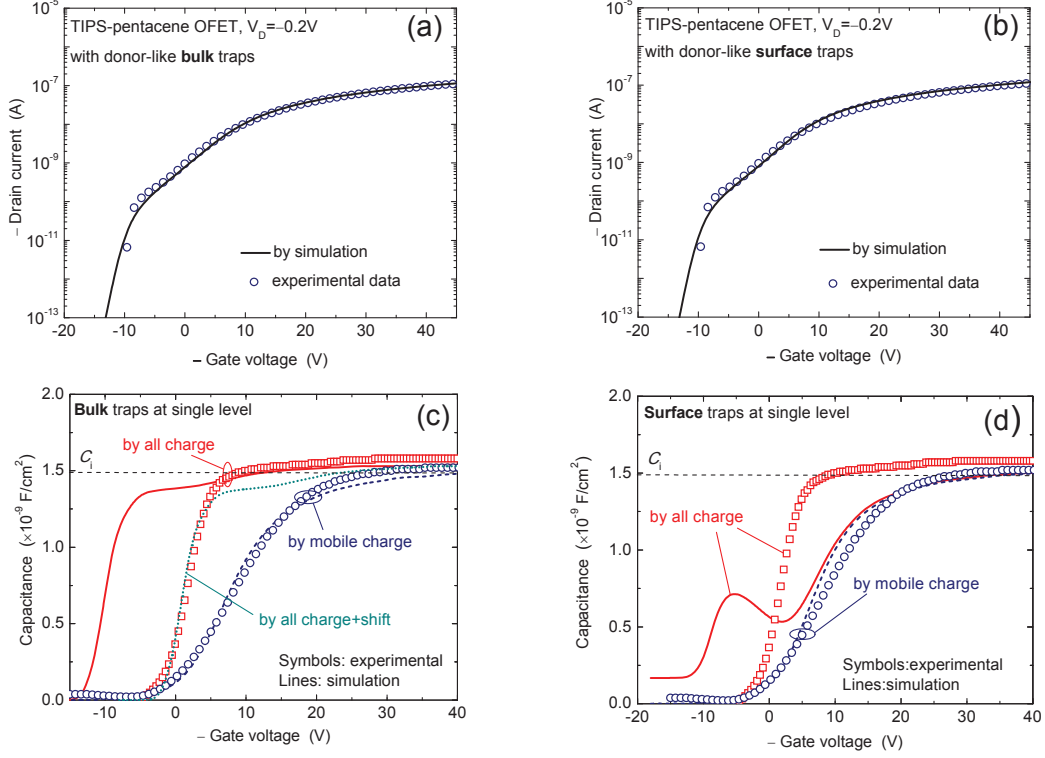 TIPS-pentacene OFET, V_D=−0.2V
(a)
with donor-like bulk traps
10^-5
10^-7
10^-9
10^-11
10^-13
− Drain current (A)
by simulation
experimental data
-20 -10 0 10 20 30 40
− Gate voltage (V)
TIPS-pentacene OFET, V_D=−0.2V
(b)
with donor-like surface traps
10^-5
10^-7
10^-9
10^-11
10^-13
− Drain current (A)
by simulation
experimental data
-20 -10 0 10 20 30 40
− Gate voltage (V)
Bulk traps at single level
(c)
2.0
1.5
1.0
0.5
0.0
Capacitance (×10^-9 F/cm^2)
by all charge
C_i
by mobile charge
by all charge+shift
Symbols: experimental
Lines: simulation
-10 0 10 20 30 40
− Gate voltage (V)
Surface traps at single level
(d)
2.0
1.5
1.0
0.5
0.0
Capacitance (×10^-9 F/cm^2)
C_i
by all charge
by mobile charge
Symbols:experimental
Lines:simulation
-20 -10 0 10 20 30 40
− Gate voltage (V)